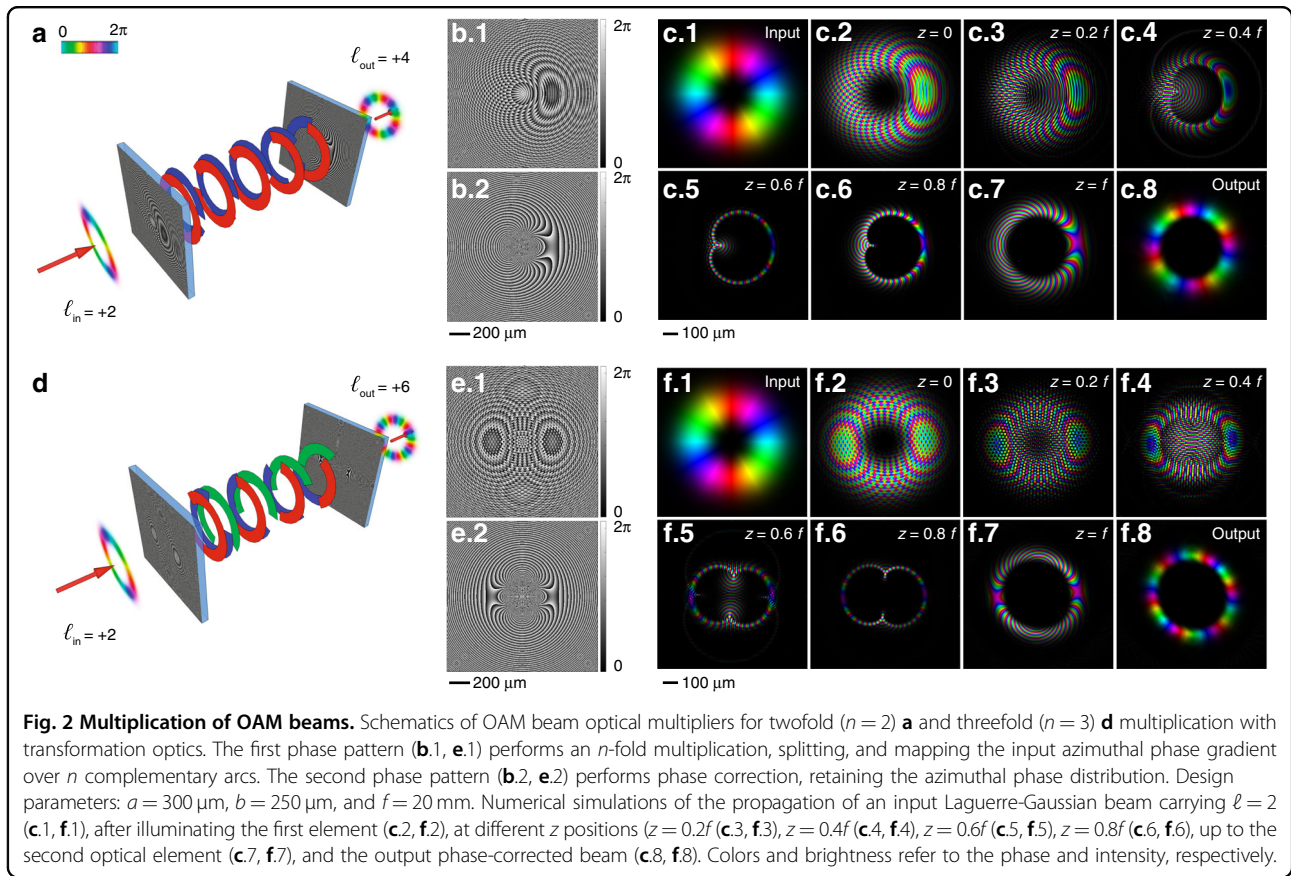 a
0 2π
ℓout = +4
ℓin = +2
b.1
2π
0
b.2
2π
0
200 µm
c.1 Input
c.2 z = 0
c.3 z = 0.2 f
c.4 z = 0.4 f
c.5 z = 0.6 f
c.6 z = 0.8 f
c.7 z = f
c.8 Output
100 µm
d
ℓout = +6
ℓin = +2
e.1
2π
0
e.2
2π
0
200 µm
f.1 Input
f.2 z = 0
f.3 z = 0.2 f
f.4 z = 0.4 f
f.5 z = 0.6 f
f.6 z = 0.8 f
f.7 z = f
f.8 Output
100 µm
Fig. 2 Multiplication of OAM beams. Schematics of OAM beam optical multipliers for twofold (n = 2) a and threefold (n = 3) d multiplication with
transformation optics. The first phase pattern (b.1, e.1) performs an n-fold multiplication, splitting, and mapping the input azimuthal phase gradient
over n complementary arcs. The second phase pattern (b.2, e.2) performs phase correction, retaining the azimuthal phase distribution. Design
parameters: a = 300 µm, b = 250 µm, and f = 20 mm. Numerical simulations of the propagation of an input Laguerre-Gaussian beam carrying ℓ = 2
(c.1, f.1), after illuminating the first element (c.2, f.2), at different z positions (z = 0.2f (c.3, f.3), z = 0.4f (c.4, f.4), z = 0.6f (c.5, f.5), z = 0.8f (c.6, f.6), up to the
second optical element (c.7, f.7), and the output phase-corrected beam (c.8, f.8). Colors and brightness refer to the phase and intensity, respectively.